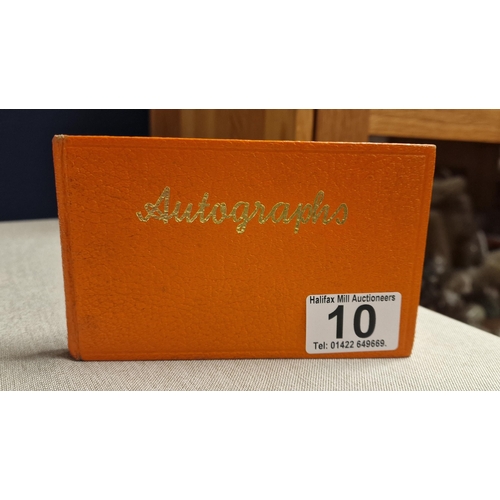 Autographs
Halifax Mill Auctioneers
10
Tel: 01422 649669.